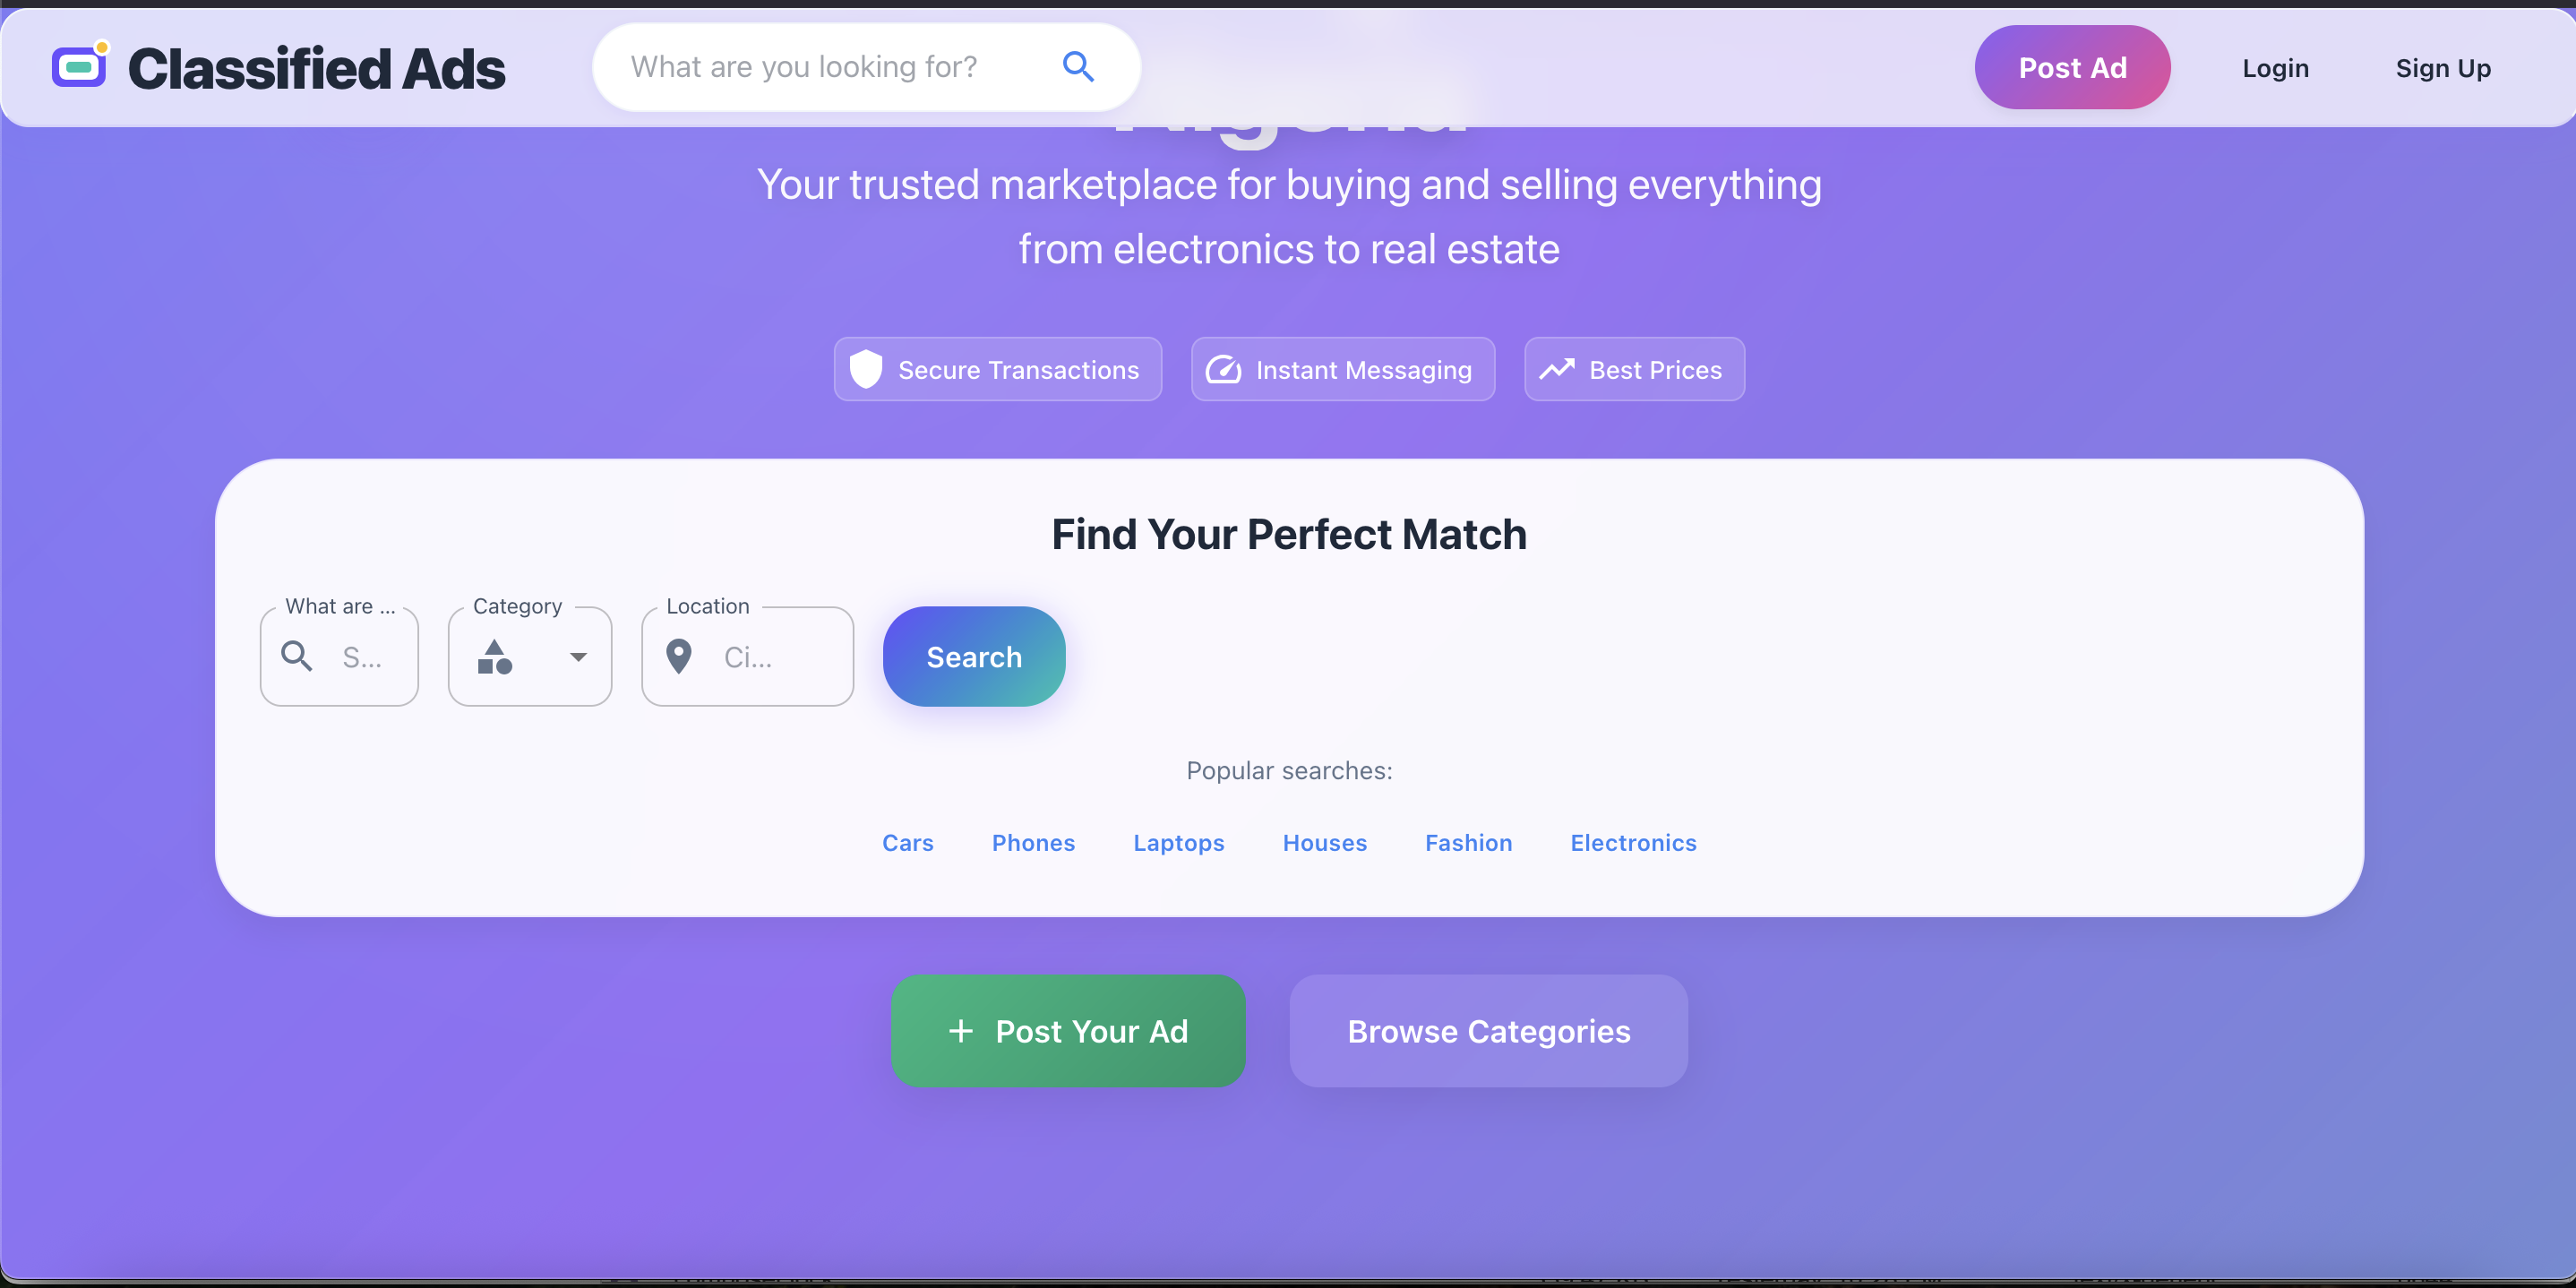 Classified Ads
What are you looking for?
Post Ad
Login
Sign Up
Your trusted marketplace for buying and selling everything
from electronics to real estate
Secure Transactions
Instant Messaging
Best Prices
Find Your Perfect Match
What are ...
S...
Category
Location
Ci...
Search
Popular searches:
Cars
Phones
Laptops
Houses
Fashion
Electronics
+ Post Your Ad
Browse Categories